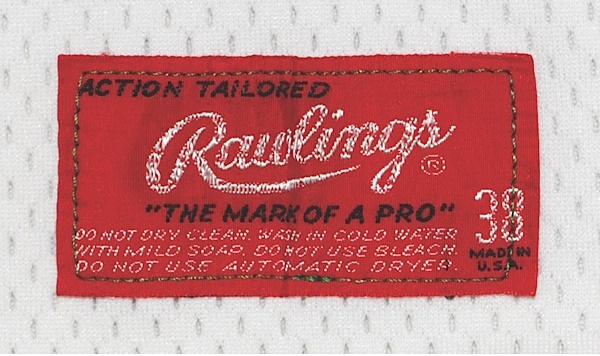 ACTION TAILORED
Rawlings ®
"THE MARK OF A PRO"
38
DO NOT DRY CLEAN. WASH IN COLD WATER
WITH MILD SOAP. DO NOT USE BLEACH.
DO NOT USE AUTOMATIC DRYER.
MADE IN
U.S.A.